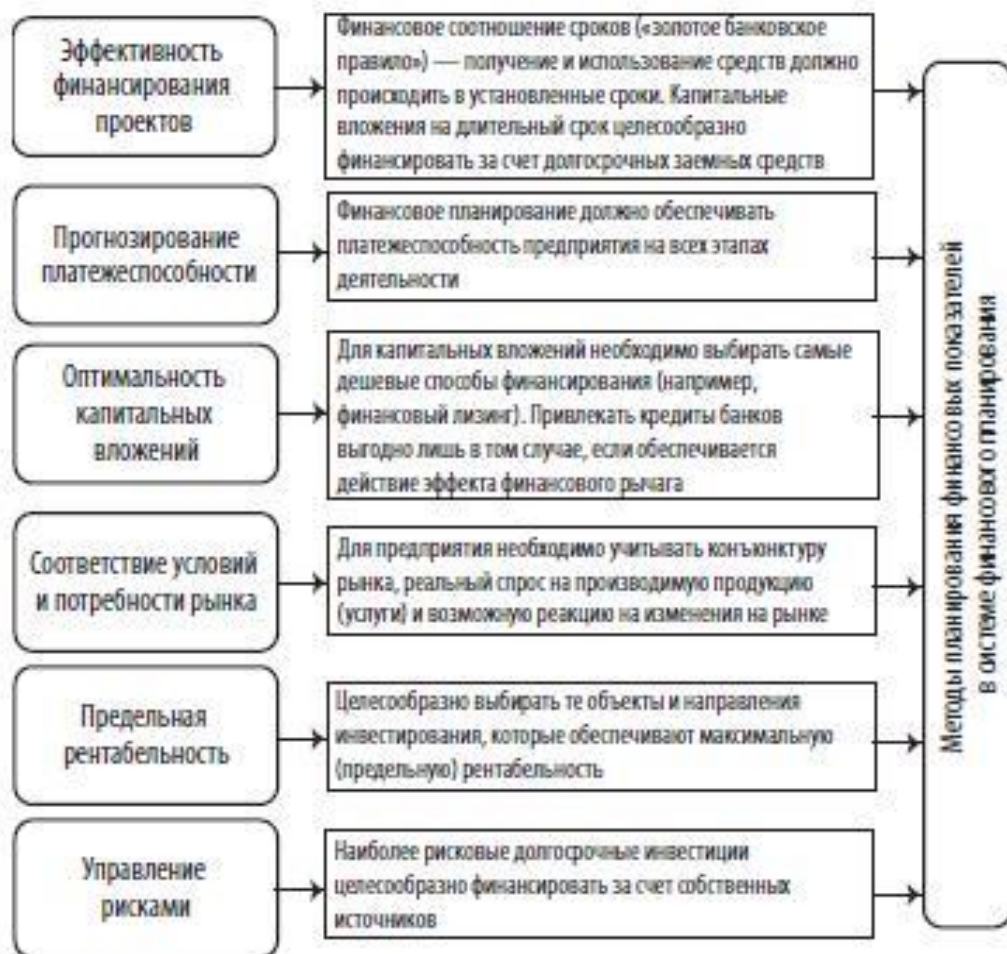 Эффективность
финансирования
проектов
Финансовое соотношение сроков («золотое банковское
правило») — получение и использование средств должно
происходить в установленные сроки. Капитальные
вложения на длительный срок целесообразно
финансировать за счет долгосрочных заемных средств
Прогнозирование
платежеспособности
Финансовое планирование должно обеспечивать
платежеспособность предприятия на всех этапах
деятельности
Оптимальность
капитальных
вложений
Для капитальных вложений необходимо выбирать самые
дешевые способы финансирования (например,
финансовый лизинг). Привлекать кредиты банков
выгодно лишь в том случае, если обеспечивается
действие эффекта финансового рычага
Соответствие условий
и потребности рынка
Для предприятия необходимо учитывать конъюнктуру
рынка, реальный спрос на производимую продукцию
(услуги) и возможную реакцию на изменения на рынке
Предельная
рентабельность
Целесообразно выбирать те объекты и направления
инвестирования, которые обеспечивают максимальную
(предельную) рентабельность
Управление
рисками
Наиболее рисковые долгосрочные инвестиции
целесообразно финансировать за счет собственных
источников
Методы планирования финансовых показателей
в системе финансового планирования